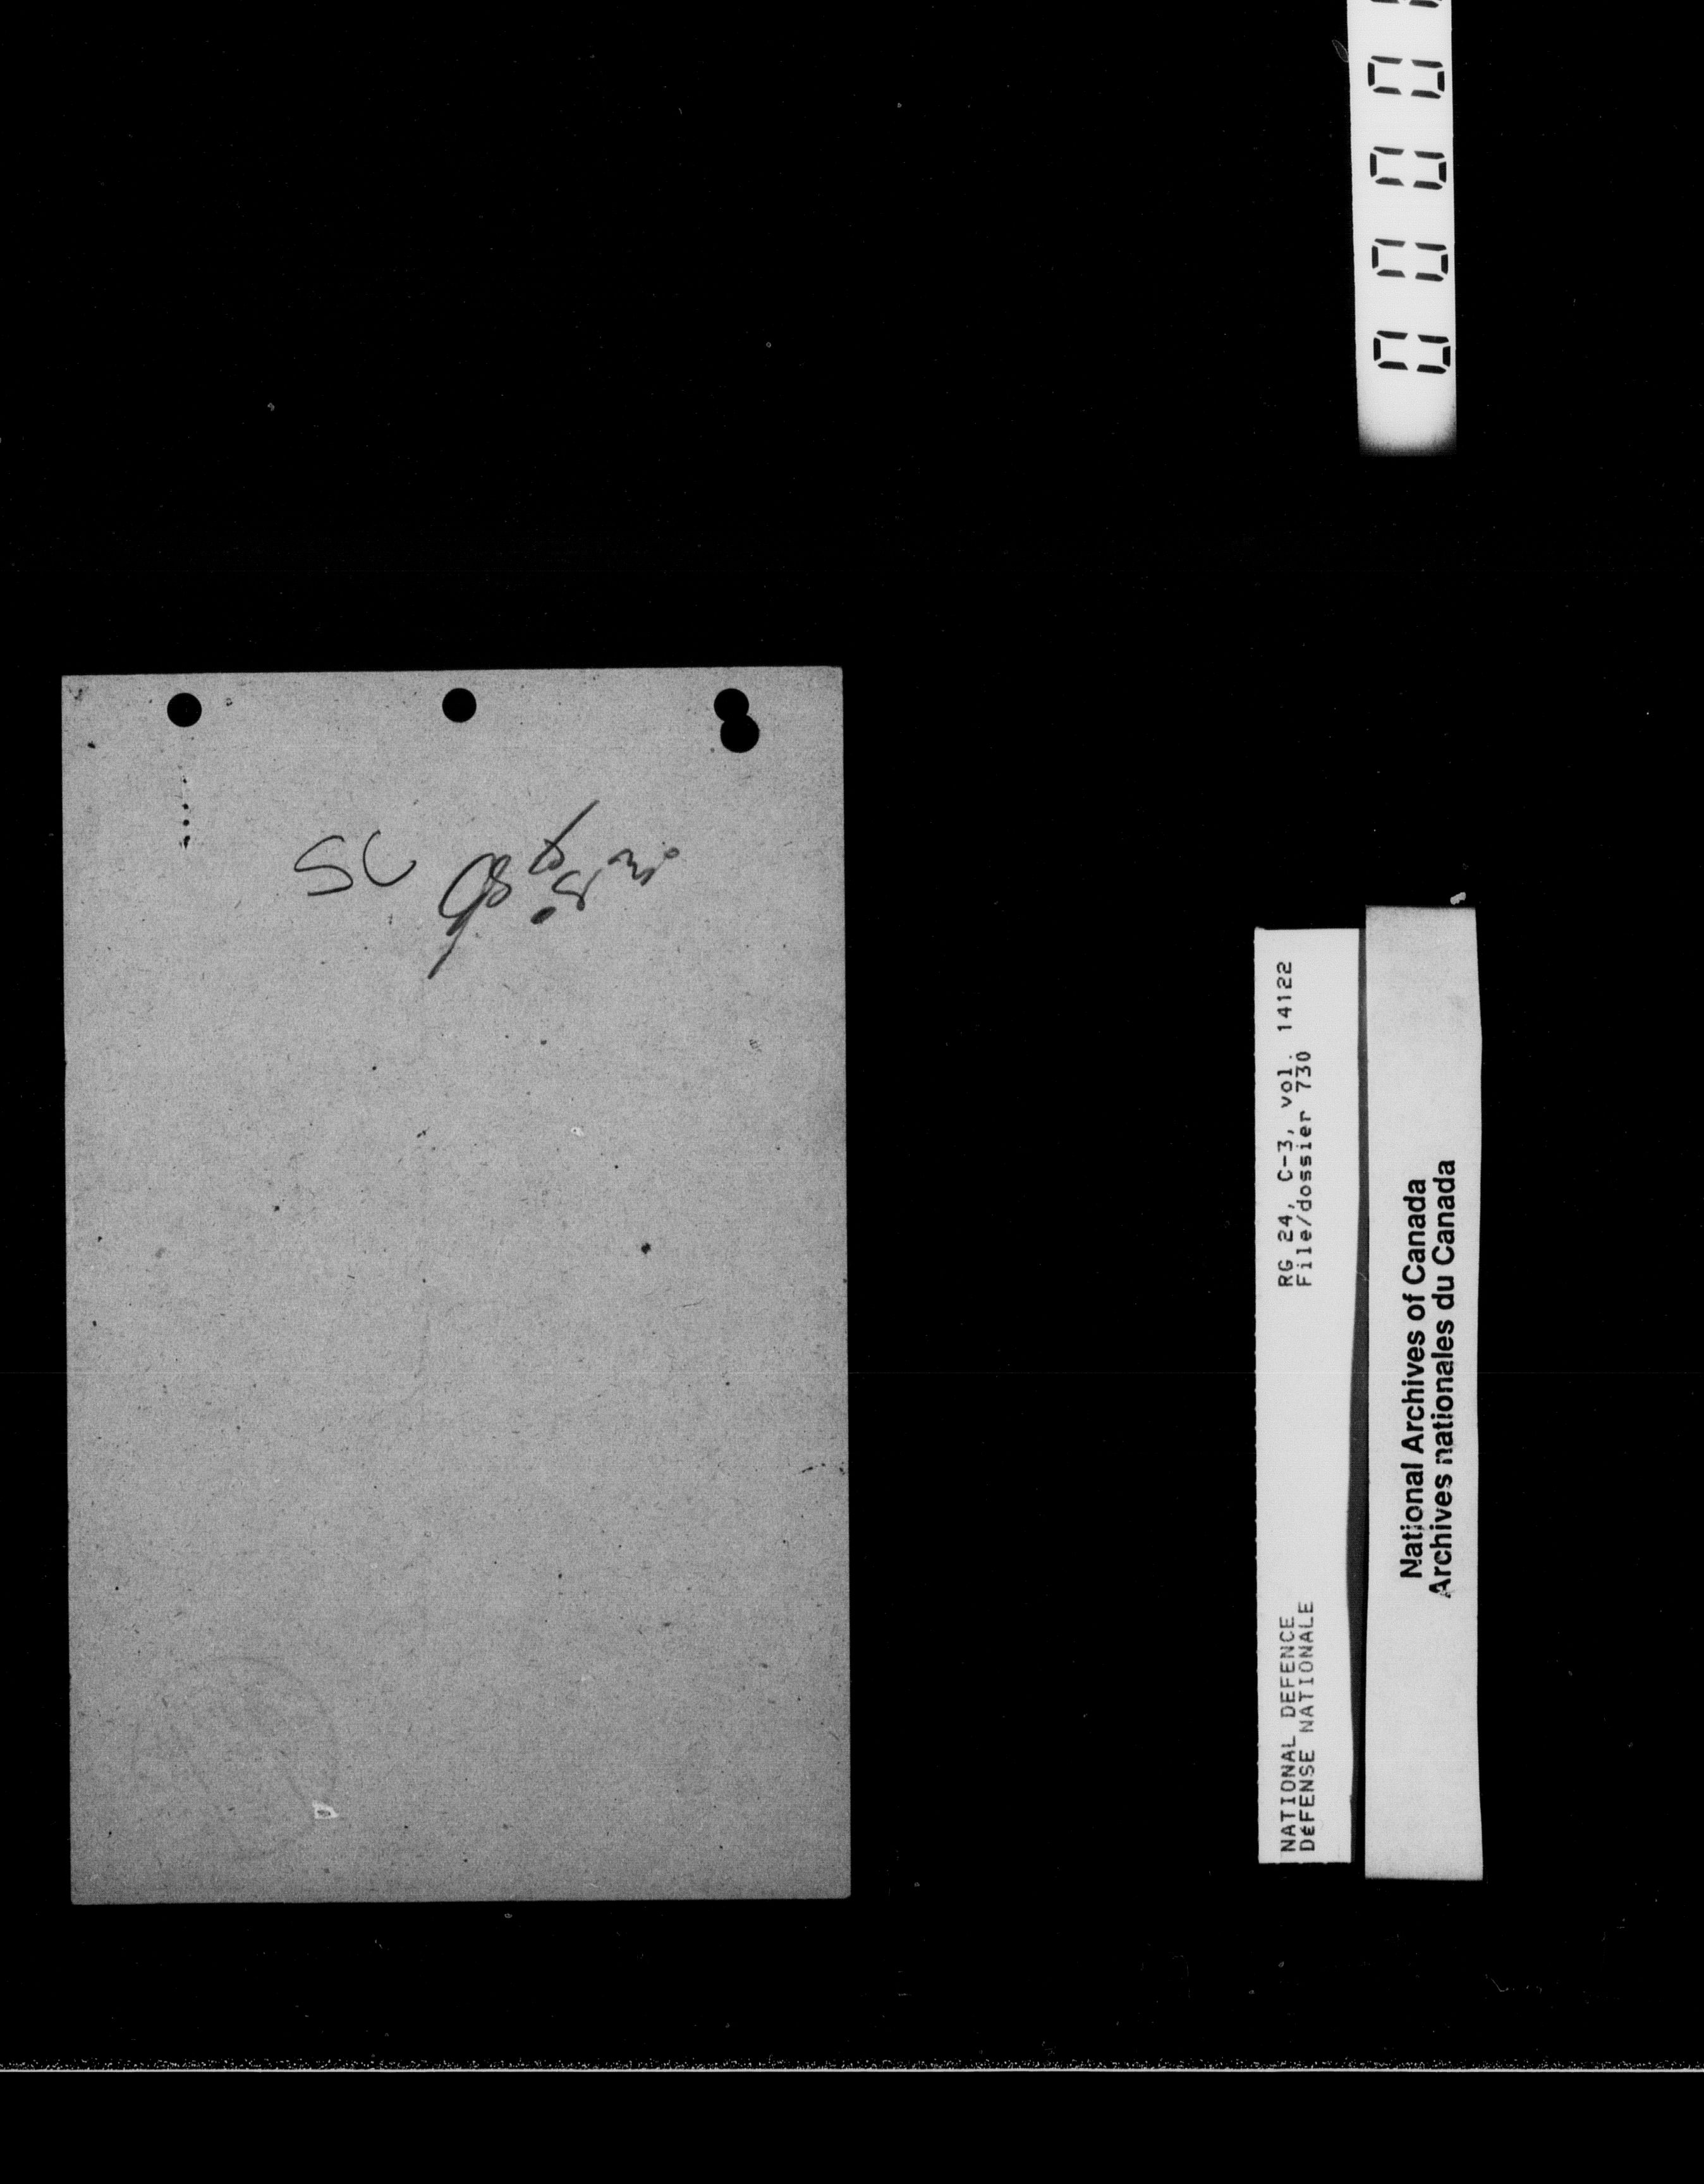 SC
NATIONAL DEFENCE
DéFENSE NATIONALE
RG 24, C-3, vol. 14122
File/dossier 730
National Archives of Canada
Archives nationales du Canada